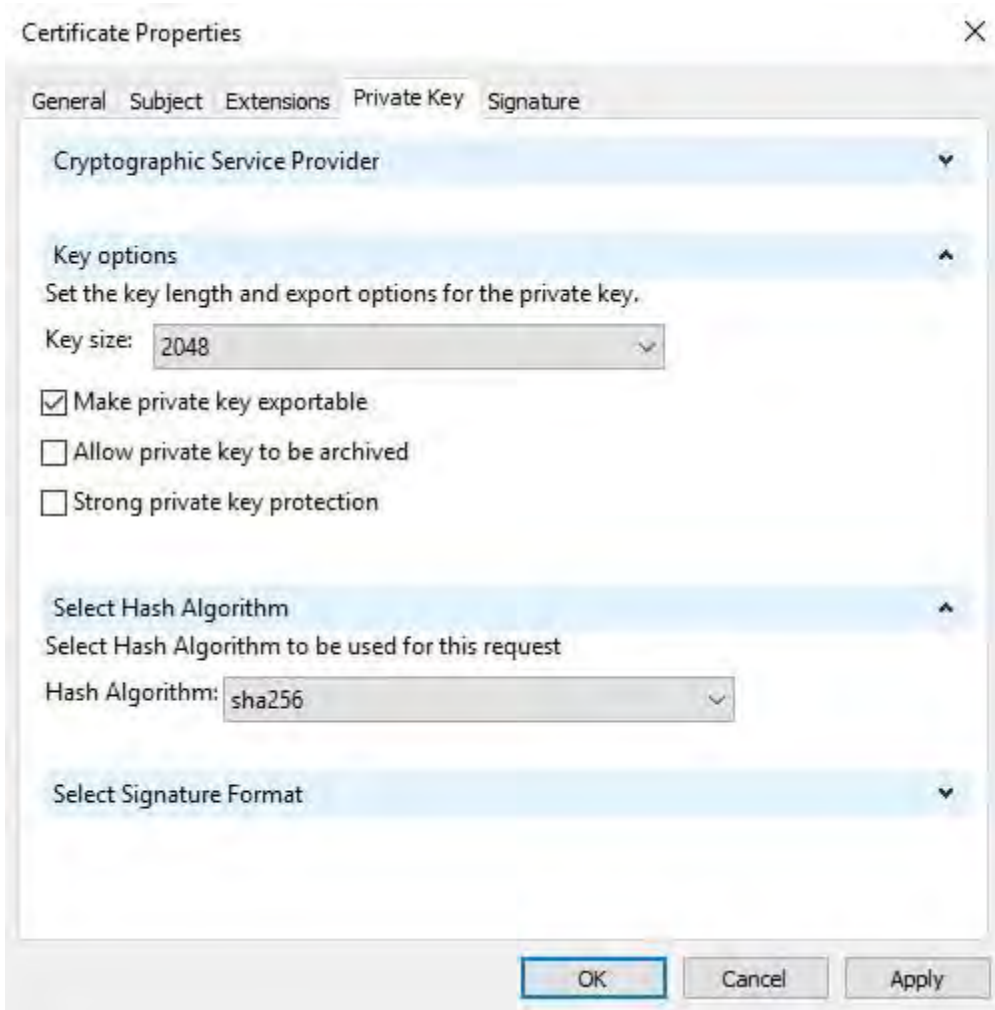 Certificate Properties
General Subject Extensions Private Key Signature
Cryptographic Service Provider
Key options
Set the key length and export options for the private key.
Key size: 2048
Make private key exportable
Allow private key to be archived
Strong private key protection
Select Hash Algorithm
Select Hash Algorithm to be used for this request
Hash Algorithm: sha256
Select Signature Format
OK Cancel Apply